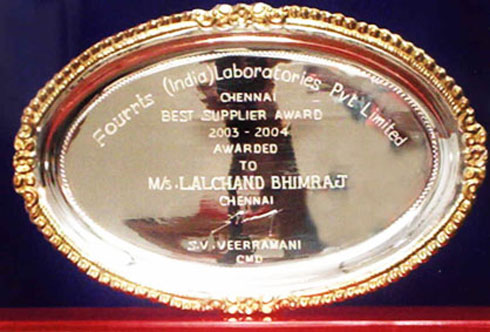 Fourrts (India) Laboratories Pvt Limited
CHENNAI
BEST SUPPLIER AWARD
2003 - 2004
AWARDED
TO
M/s. LALCHAND BHIMRAJ
CHENNAI
S.V. VEERRAMANI
CMD